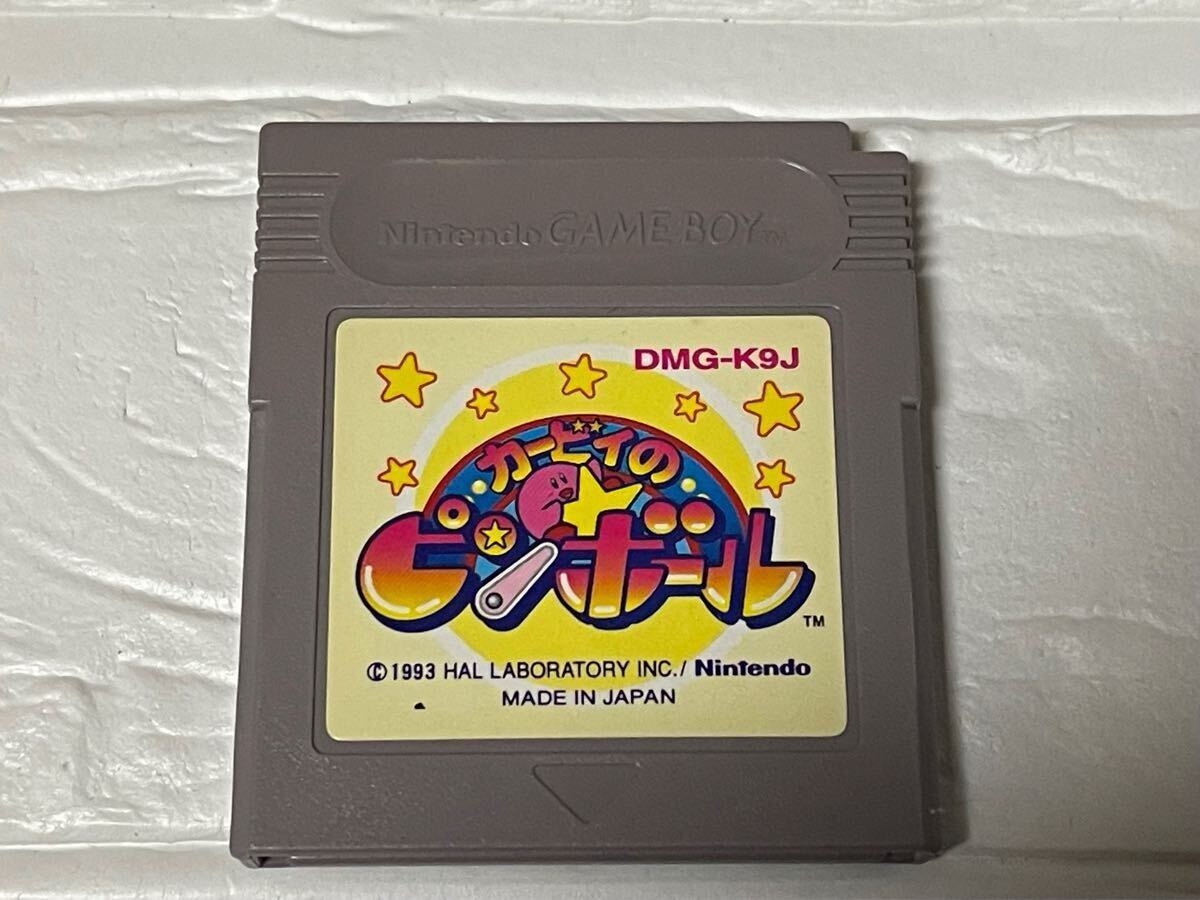 Nintendo GAME BOY TM
DMG-K9J
カービィの
ピンボール
TM
© 1993 HAL LABORATORY INC./ Nintendo
MADE IN JAPAN